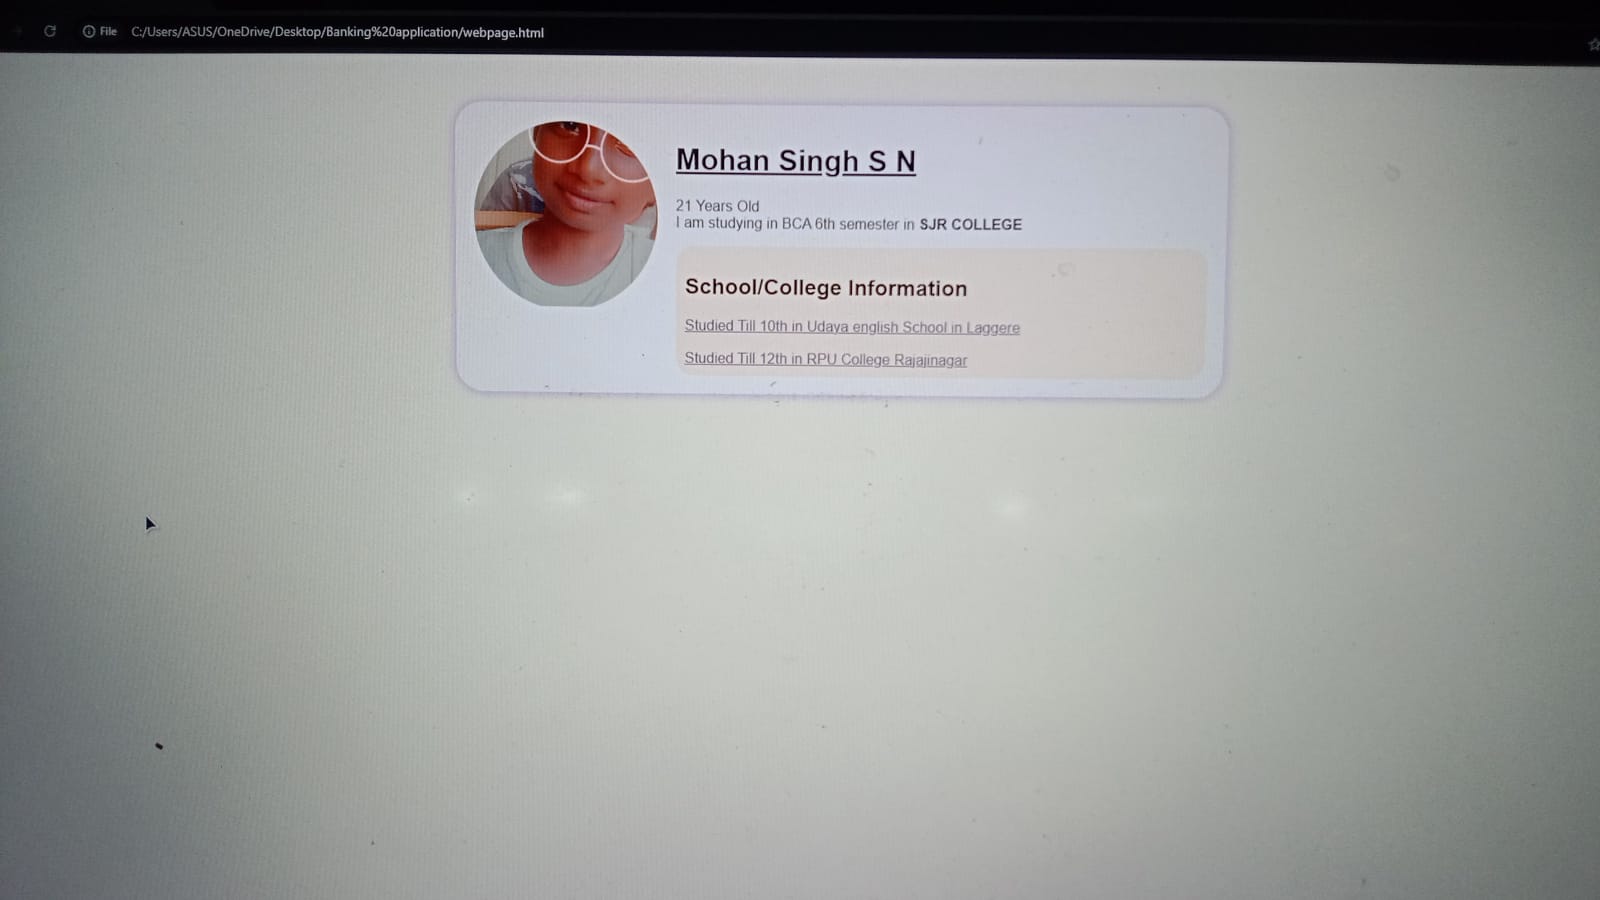 File C:/Users/ASUS/OneDrive/Desktop/Banking%20application/webpage.html
Mohan Singh S N
21 Years Old
I am studying in BCA 6th semester in SJR COLLEGE
School/College Information
Studied Till 10th in Udaya english School in Laggere
Studied Till 12th in RPU College Rajajinagar